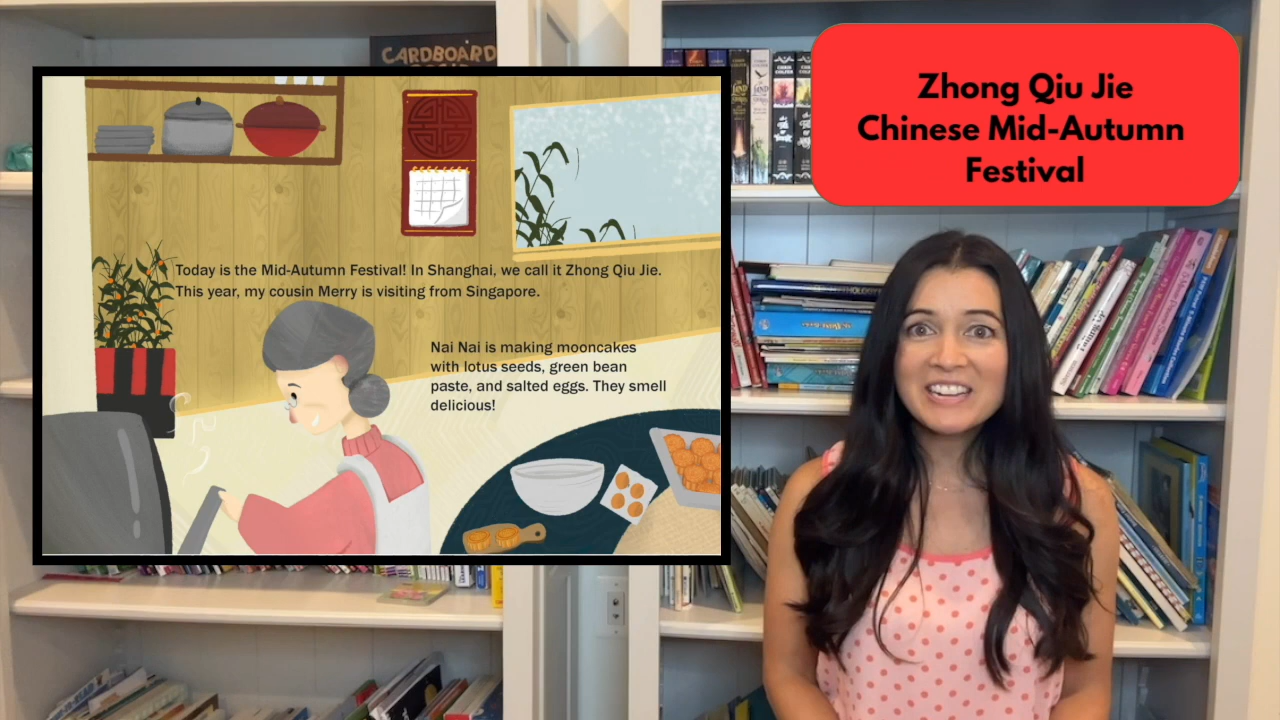 CARDBOARD
Zhong Qiu Jie
Chinese Mid-Autumn
Festival
Today is the Mid-Autumn Festival! In Shanghai, we call it Zhong Qiu Jie.
This year, my cousin Merry is visiting from Singapore.
Nai Nai is making mooncakes
with lotus seeds, green bean
paste, and salted eggs. They smell
delicious!